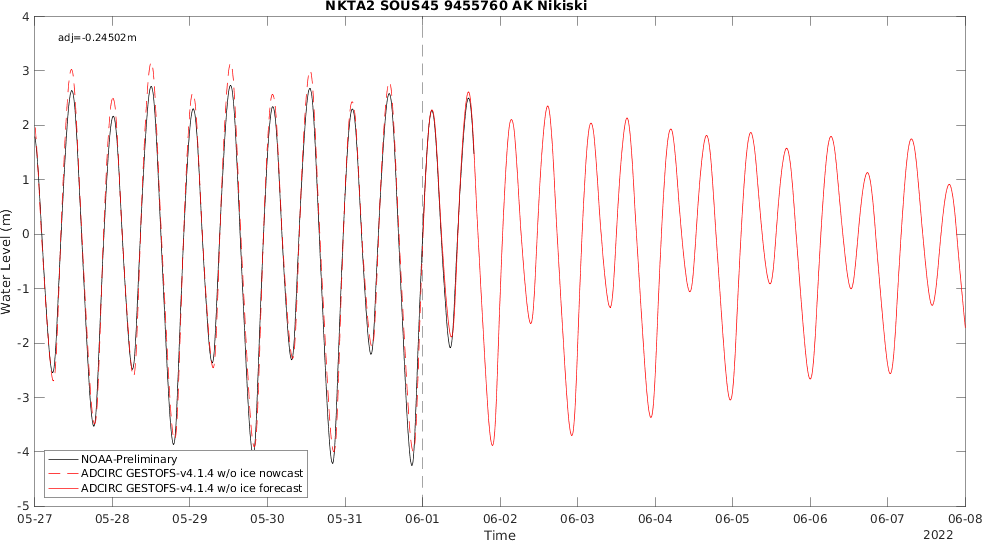 NKTA2 SOUS45 9455760 AK Nikiski
adj=-0.24502m
4
3
2
1
0
-1
-2
-3
-4
-5
Water Level (m)
NOAA-Preliminary
ADCIRC GESTOFS-v4.1.4 w/o ice nowcast
ADCIRC GESTOFS-v4.1.4 w/o ice forecast
05-27 05-28 05-29 05-30 05-31 06-01 06-02 06-03 06-04 06-05 06-06 06-07 06-08
Time
2022